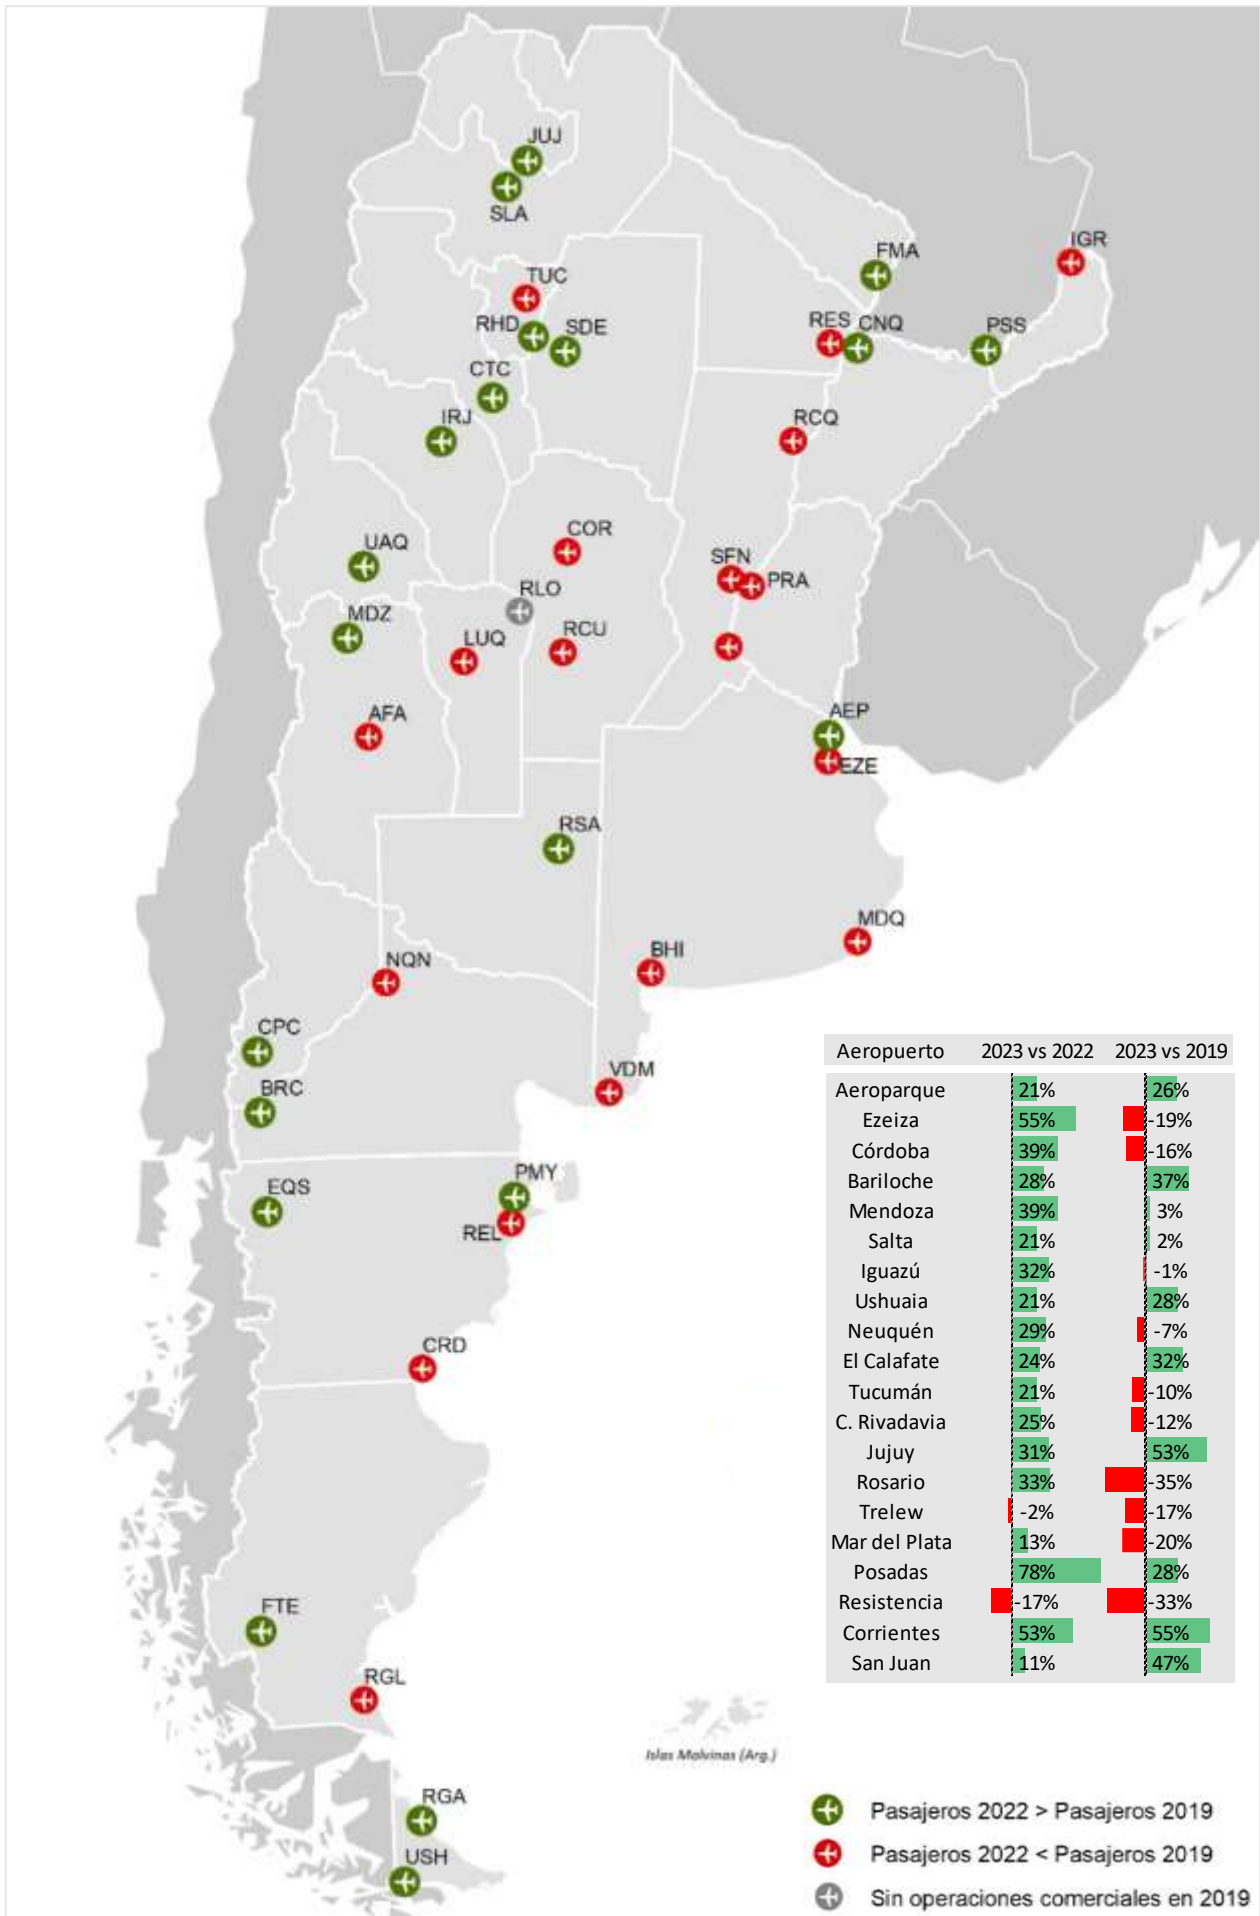 JUJ
SLA
FMA
IGR
TUC
RHD
SDE
RES
CNQ
PSS
CTC
IRJ
RCQ
COR
UAQ
SFN
PRA
RLO
MDZ
LUQ
RCU
AFA
AEP
EZE
RSA
MDQ
BHI
NQN
CPC
VDM
BRC
PMY
EQS
REL
CRD
FTE
RGL
RGA
USH
Islas Malvinas (Arg.)
Aeropuerto 2023 vs 2022 2023 vs 2019
Aeroparque 21% 26%
Ezeiza 55% -19%
Córdoba 39% -16%
Bariloche 28% 37%
Mendoza 39% 3%
Salta 21% 2%
Iguazú 32% -1%
Ushuaia 21% 28%
Neuquén 29% -7%
El Calafate 24% 32%
Tucumán 21% -10%
C. Rivadavia 25% -12%
Jujuy 31% 53%
Rosario 33% -35%
Trelew -2% -17%
Mar del Plata 13% -20%
Posadas 78% 28%
Resistencia -17% -33%
Corrientes 53% 55%
San Juan 11% 47%
Pasajeros 2022 > Pasajeros 2019
Pasajeros 2022 < Pasajeros 2019
Sin operaciones comerciales en 2019